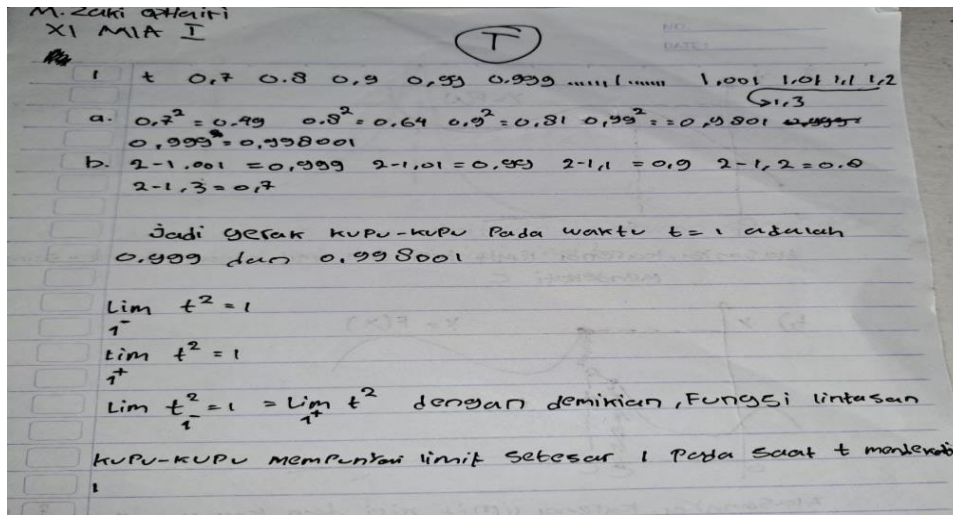 M. Zaki qHairi
XI MIA I
T
1 t 0,7 0.8 0,9 0,99 0.999 ......1...... 1,001 1.01 1,1 1,2
1,3
a. 0,7² = 0.49 0.8² = 0.64 0,9² = 0,81 0,99² = = 0,9801
0,999² = 0,998001
b. 2-1.001 = 0,999 2-1,01 = 0,99 2-1,1 = 0,9 2-1,2 = 0.8
2-1,3 = 0,7
Jadi gerak kupu-kupu Pada waktu t = 1 adalah
0.999 dan 0.998001
Lim t² = 1
1⁻
Lim t² = 1
1⁺
Lim t² = 1 = Lim t² dengan demikian, Fungsi lintasan
1⁻ 1⁺
kupu-kupu mempunyai limit sebesar 1 Pada saat t mendekati
1